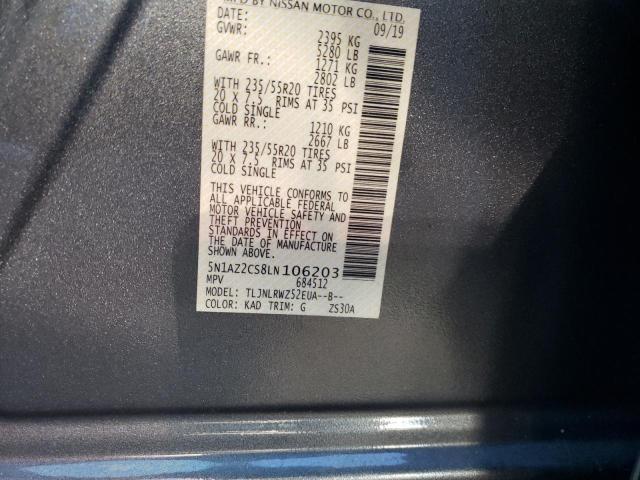 MFD BY NISSAN MOTOR CO., LTD.
DATE: 09/19
GVWR: 2395 KG
5280 LB
GAWR FR.: 1271 KG
2802 LB
WITH 235/55R20 TIRES
20 X 7.5 RIMS AT 35 PSI
COLD SINGLE
GAWR RR.: 1210 KG
2667 LB
WITH 235/55R20 TIRES
20 X 7.5 RIMS AT 35 PSI
COLD SINGLE
THIS VEHICLE CONFORMS TO
ALL APPLICABLE FEDERAL
MOTOR VEHICLE SAFETY AND
THEFT PREVENTION
STANDARDS IN EFFECT ON
THE DATE OF MANUFACTURE
SHOWN ABOVE.
5N1AZ2CS8LN106203
MPV 684512
MODEL: TLJNLRWZ52EUA--B--
COLOR: KAD TRIM: G ZS30A